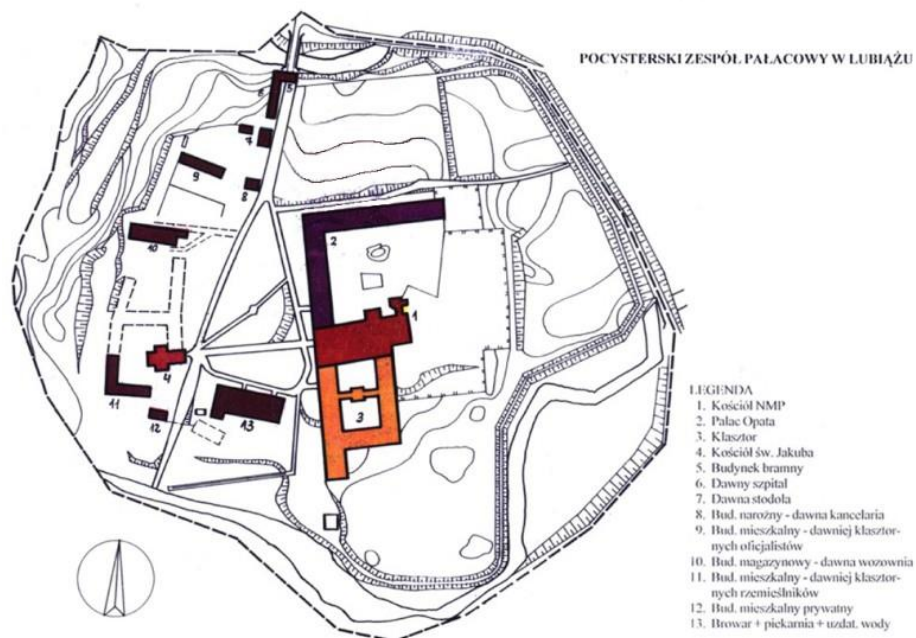 POCYSTERSKI ZESPÓŁ PAŁACOWY W LUBIĄŻU
5
6
7
9
8
2
10
1
4
3
11
13
12
LEGENDA
1. Kościół NMP
2. Pałac Opata
3. Klasztor
4. Kościół św. Jakuba
5. Budynek bramny
6. Dawny szpital
7. Dawna stodoła
8. Bud. narożny - dawna kancelaria
9. Bud. mieszkalny - dawniej klasztor-
nych oficjalistów
10. Bud. magazynowy - dawna wozownia
11. Bud. mieszkalny - dawniej klasztor-
nych rzemieślników
12. Bud. mieszkalny prywatny
13. Browar + piekarnia + uzdat. wody